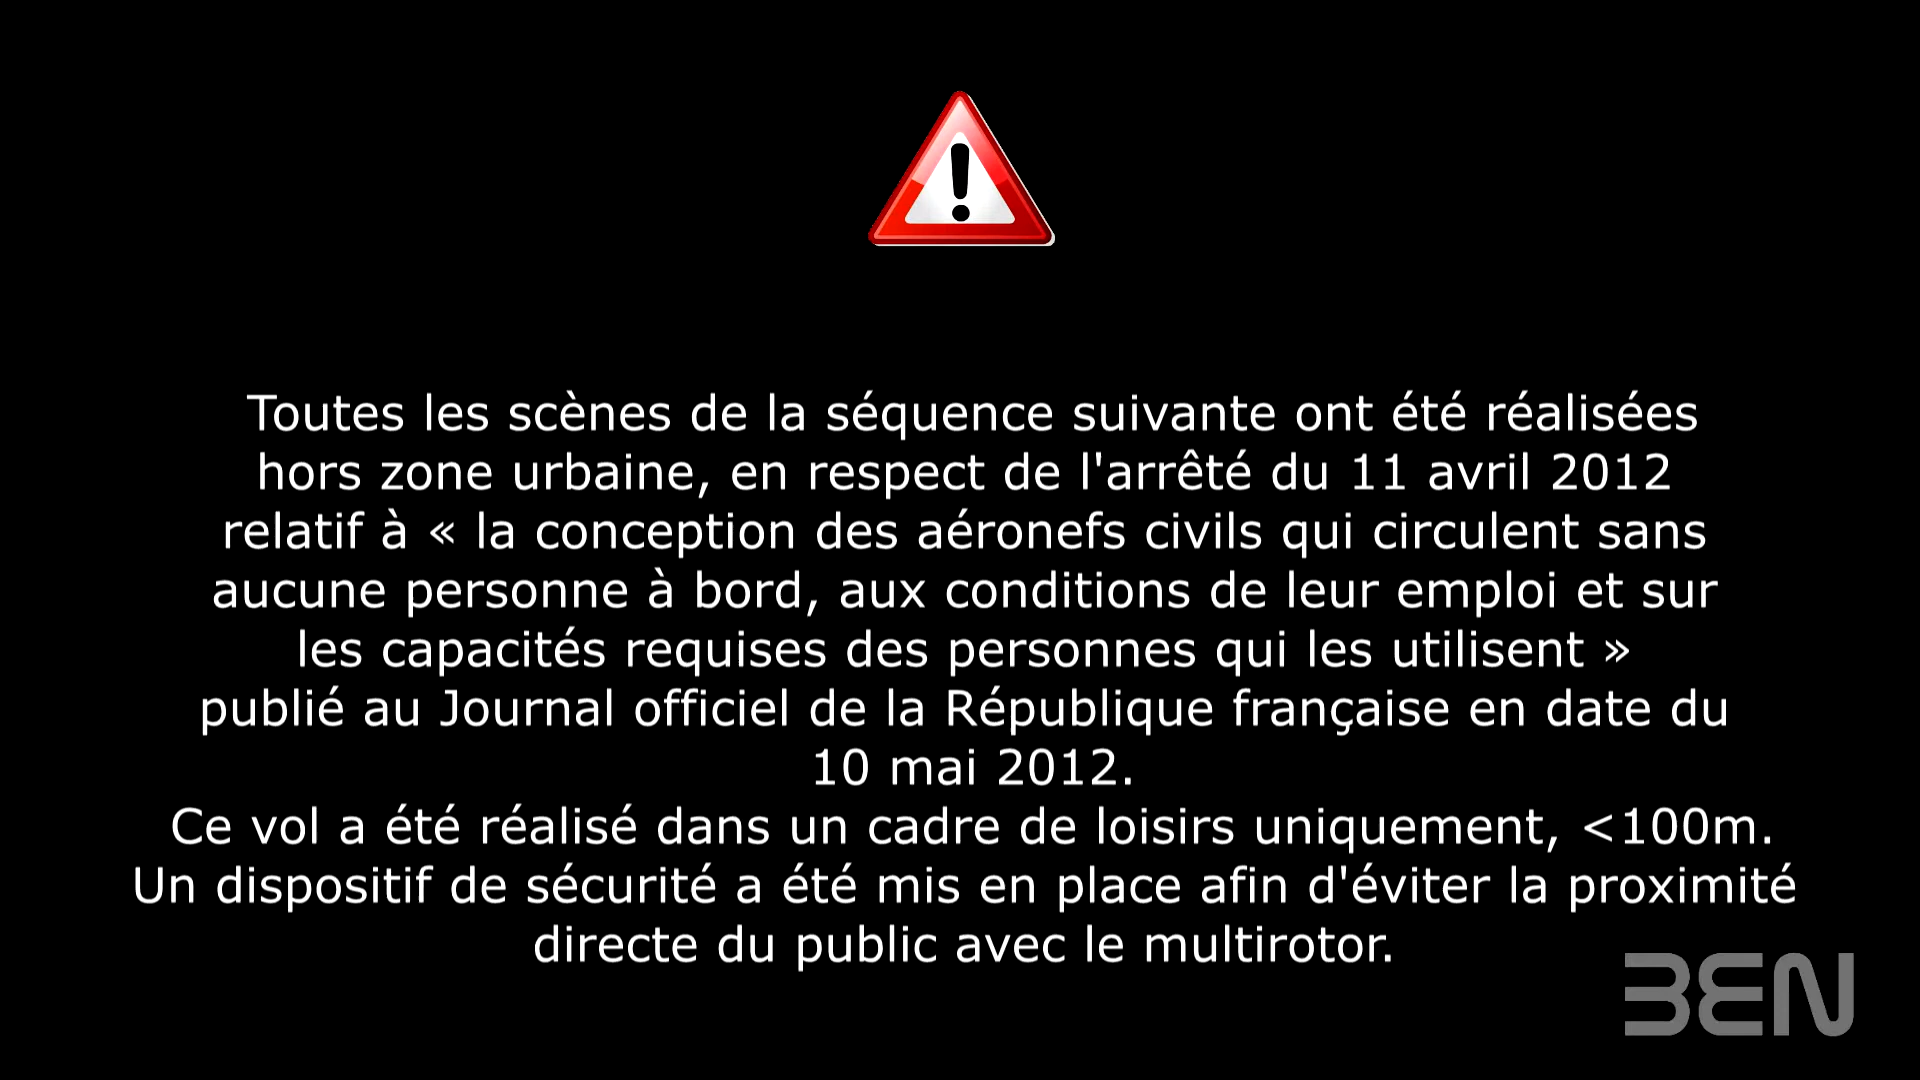 Toutes les scènes de la séquence suivante ont été réalisées
hors zone urbaine, en respect de l'arrêté du 11 avril 2012
relatif à « la conception des aéronefs civils qui circulent sans
aucune personne à bord, aux conditions de leur emploi et sur
les capacités requises des personnes qui les utilisent »
publié au Journal officiel de la République française en date du
10 mai 2012.
Ce vol a été réalisé dans un cadre de loisirs uniquement, <100m.
Un dispositif de sécurité a été mis en place afin d'éviter la proximité
directe du public avec le multirotor.
BEN